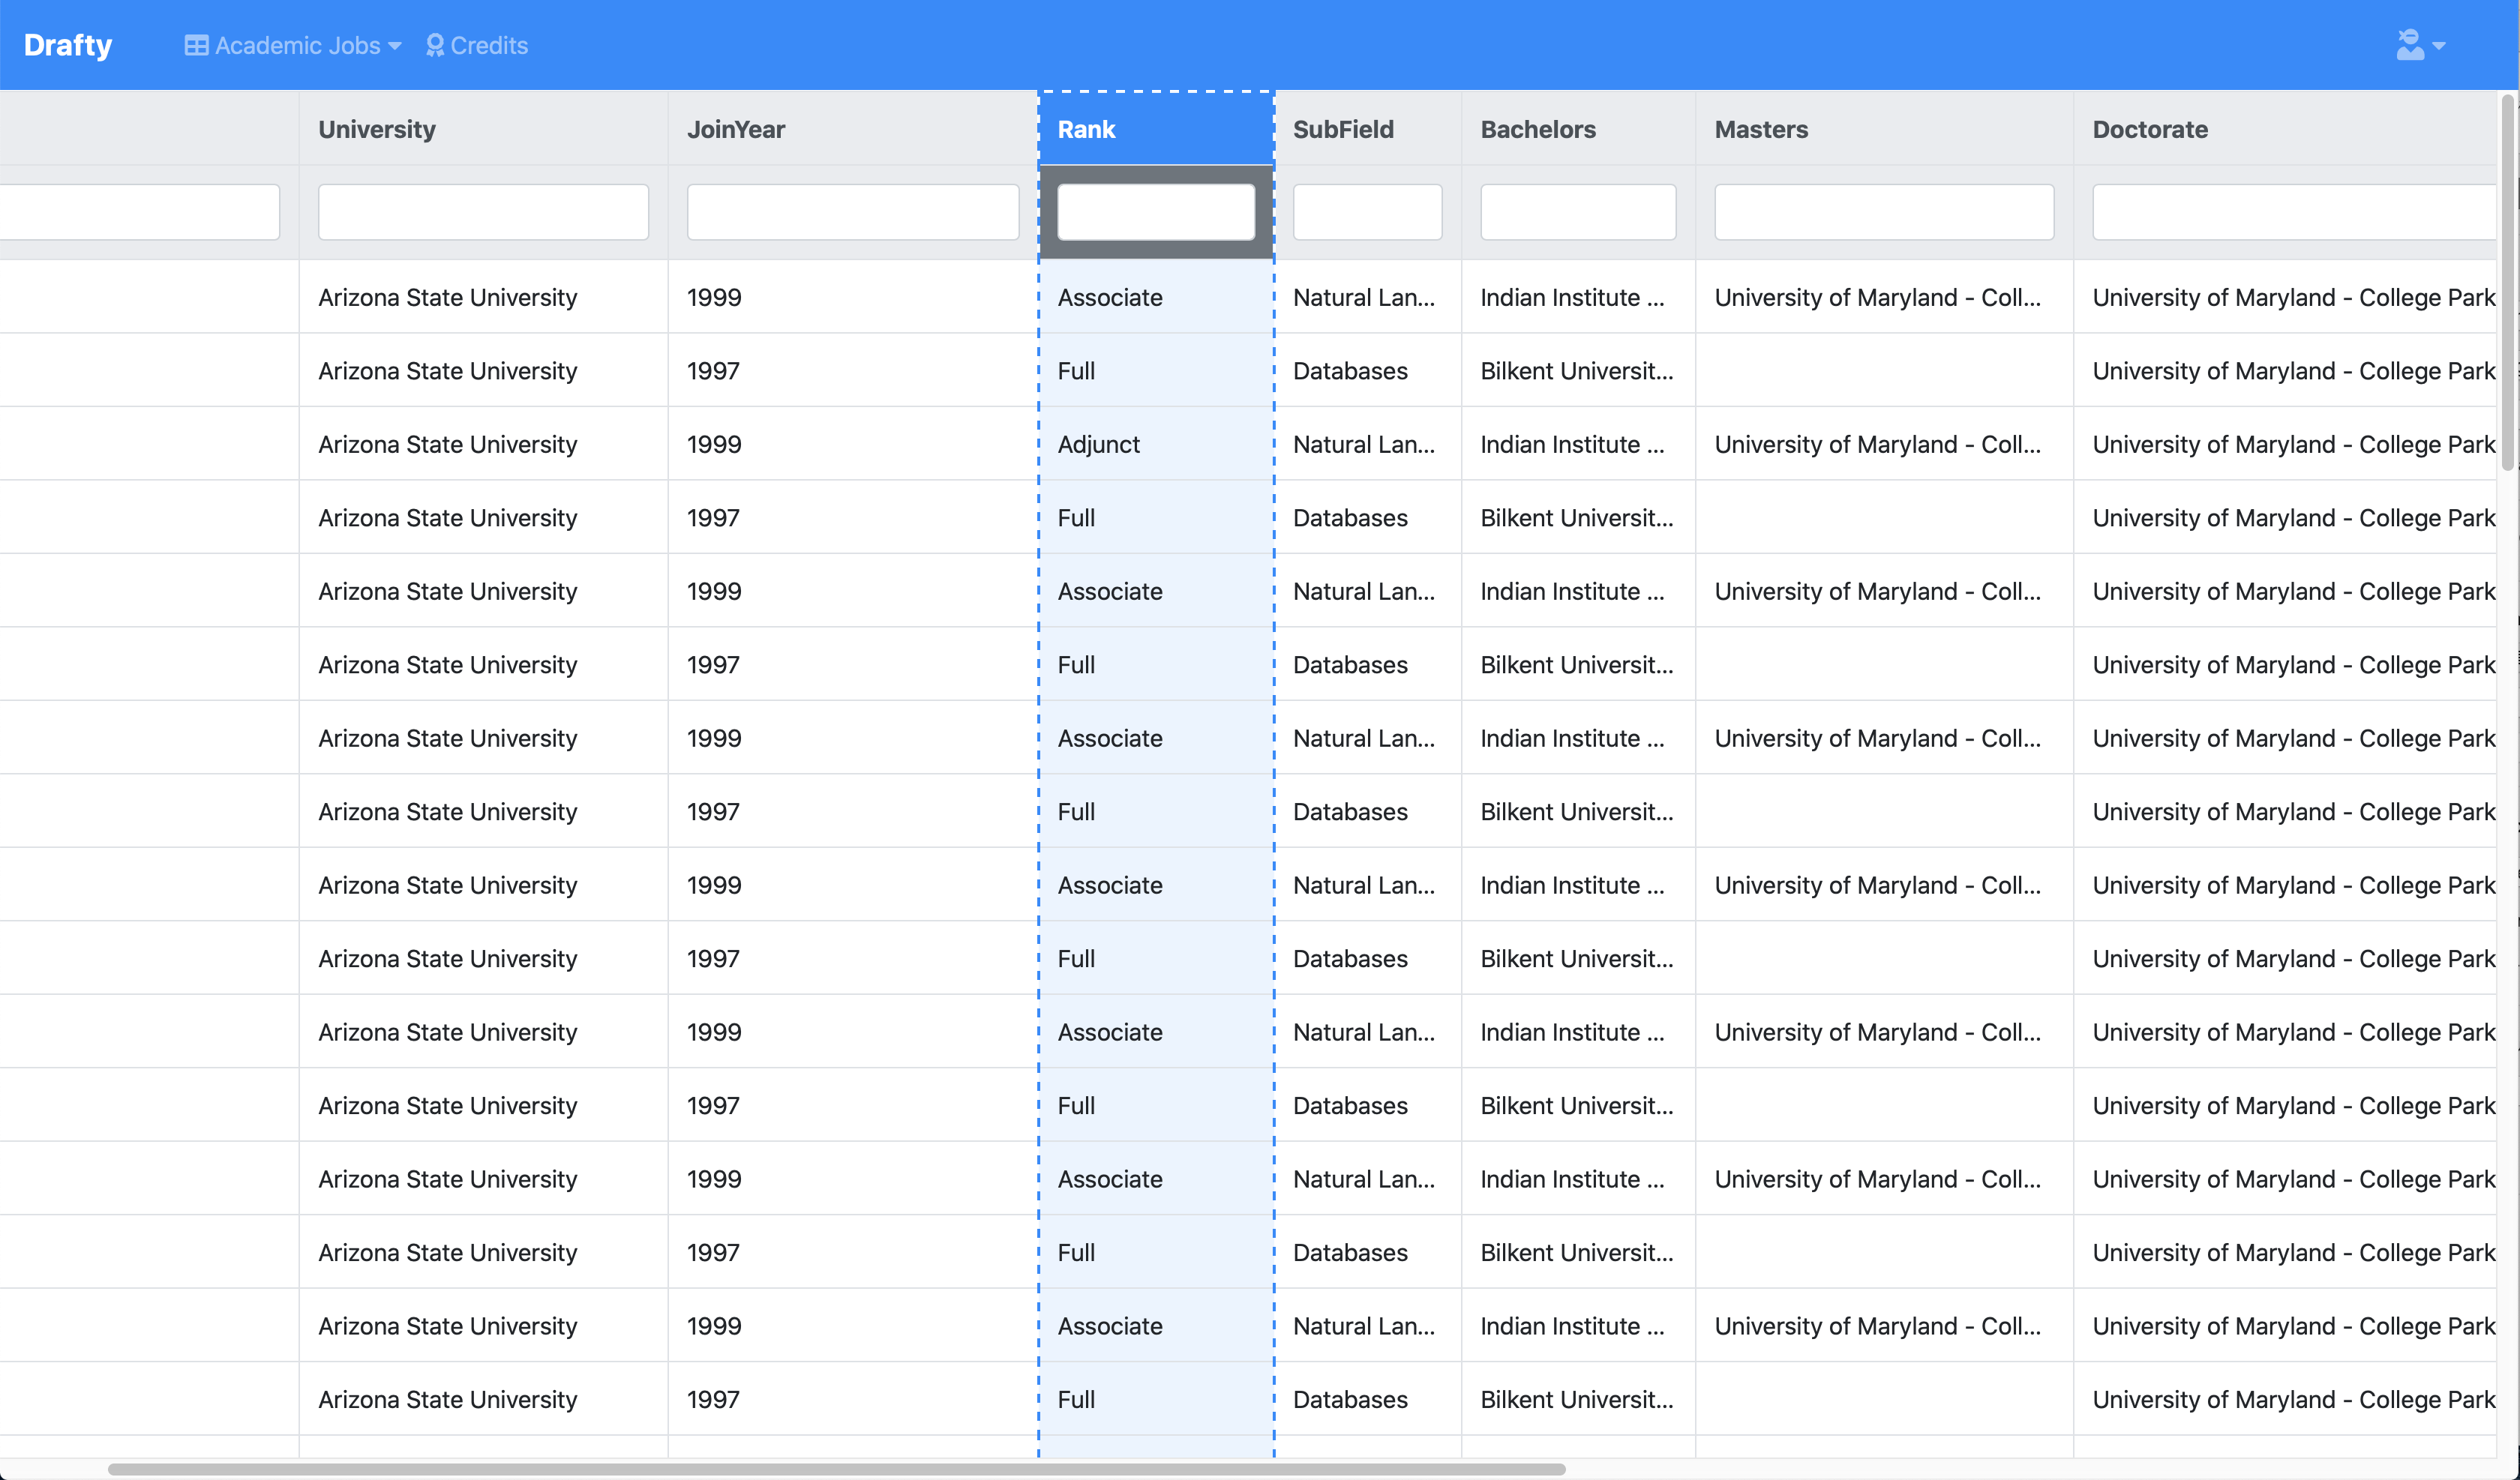 Drafty Academic Jobs Credits
University JoinYear Rank SubField Bachelors Masters Doctorate
Arizona State University 1999 Associate Natural Lan... Indian Institute ... University of Maryland - Coll... University of Maryland - College Park
Arizona State University 1997 Full Databases Bilkent Universit... University of Maryland - College Park
Arizona State University 1999 Adjunct Natural Lan... Indian Institute ... University of Maryland - Coll... University of Maryland - College Park
Arizona State University 1997 Full Databases Bilkent Universit... University of Maryland - College Park
Arizona State University 1999 Associate Natural Lan... Indian Institute ... University of Maryland - Coll... University of Maryland - College Park
Arizona State University 1997 Full Databases Bilkent Universit... University of Maryland - College Park
Arizona State University 1999 Associate Natural Lan... Indian Institute ... University of Maryland - Coll... University of Maryland - College Park
Arizona State University 1997 Full Databases Bilkent Universit... University of Maryland - College Park
Arizona State University 1999 Associate Natural Lan... Indian Institute ... University of Maryland - Coll... University of Maryland - College Park
Arizona State University 1997 Full Databases Bilkent Universit... University of Maryland - College Park
Arizona State University 1999 Associate Natural Lan... Indian Institute ... University of Maryland - Coll... University of Maryland - College Park
Arizona State University 1997 Full Databases Bilkent Universit... University of Maryland - College Park
Arizona State University 1999 Associate Natural Lan... Indian Institute ... University of Maryland - Coll... University of Maryland - College Park
Arizona State University 1997 Full Databases Bilkent Universit... University of Maryland - College Park
Arizona State University 1999 Associate Natural Lan... Indian Institute ... University of Maryland - Coll... University of Maryland - College Park
Arizona State University 1997 Full Databases Bilkent Universit... University of Maryland - College Park